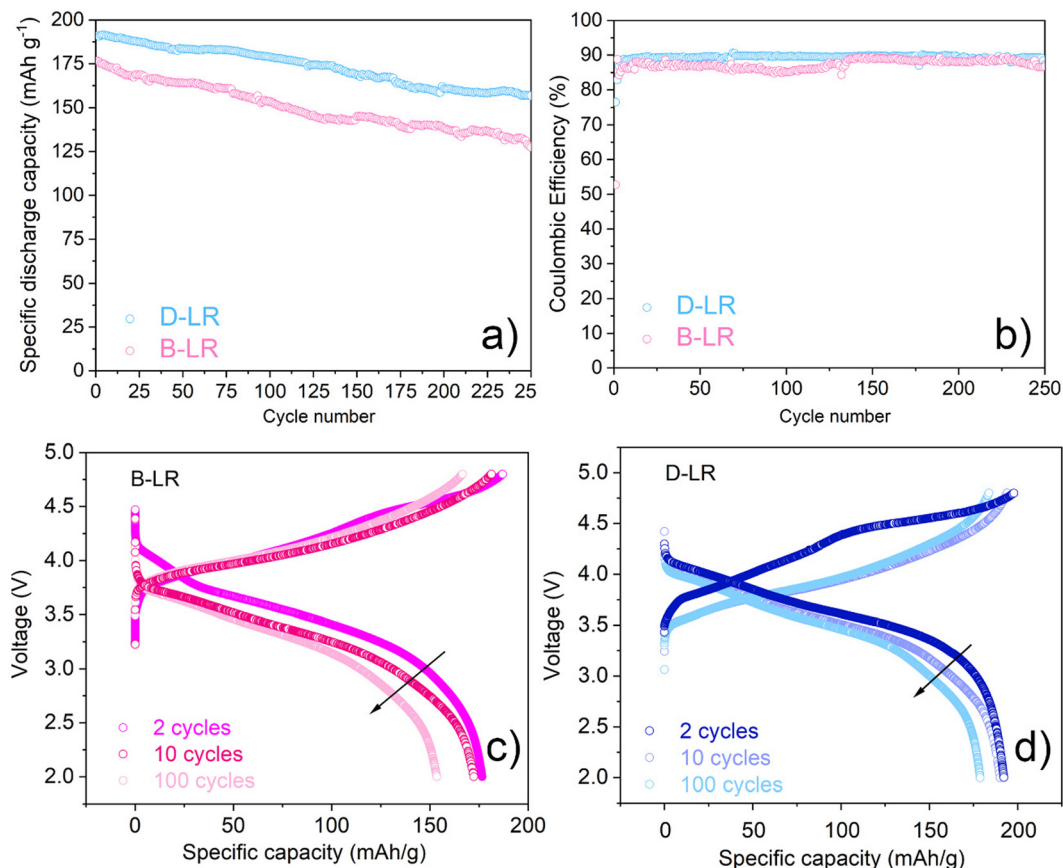 200
175
150
125
100
75
50
25
0
Specific discharge capacity (mAh g⁻¹)
D-LR
B-LR
a)
0 25 50 75 100 125 150 175 200 225 250
Cycle number
100
90
80
70
60
50
40
30
20
10
0
Coulombic Efficiency (%)
D-LR
B-LR
b)
0 50 100 150 200 250
Cycle number
5.0
4.5
4.0
3.5
3.0
2.5
2.0
Voltage (V)
B-LR
2 cycles
10 cycles
100 cycles
c)
0 50 100 150 200
Specific capacity (mAh/g)
5.0
4.5
4.0
3.5
3.0
2.5
2.0
Voltage (V)
D-LR
2 cycles
10 cycles
100 cycles
d)
0 50 100 150 200
Specific capacity (mAh/g)